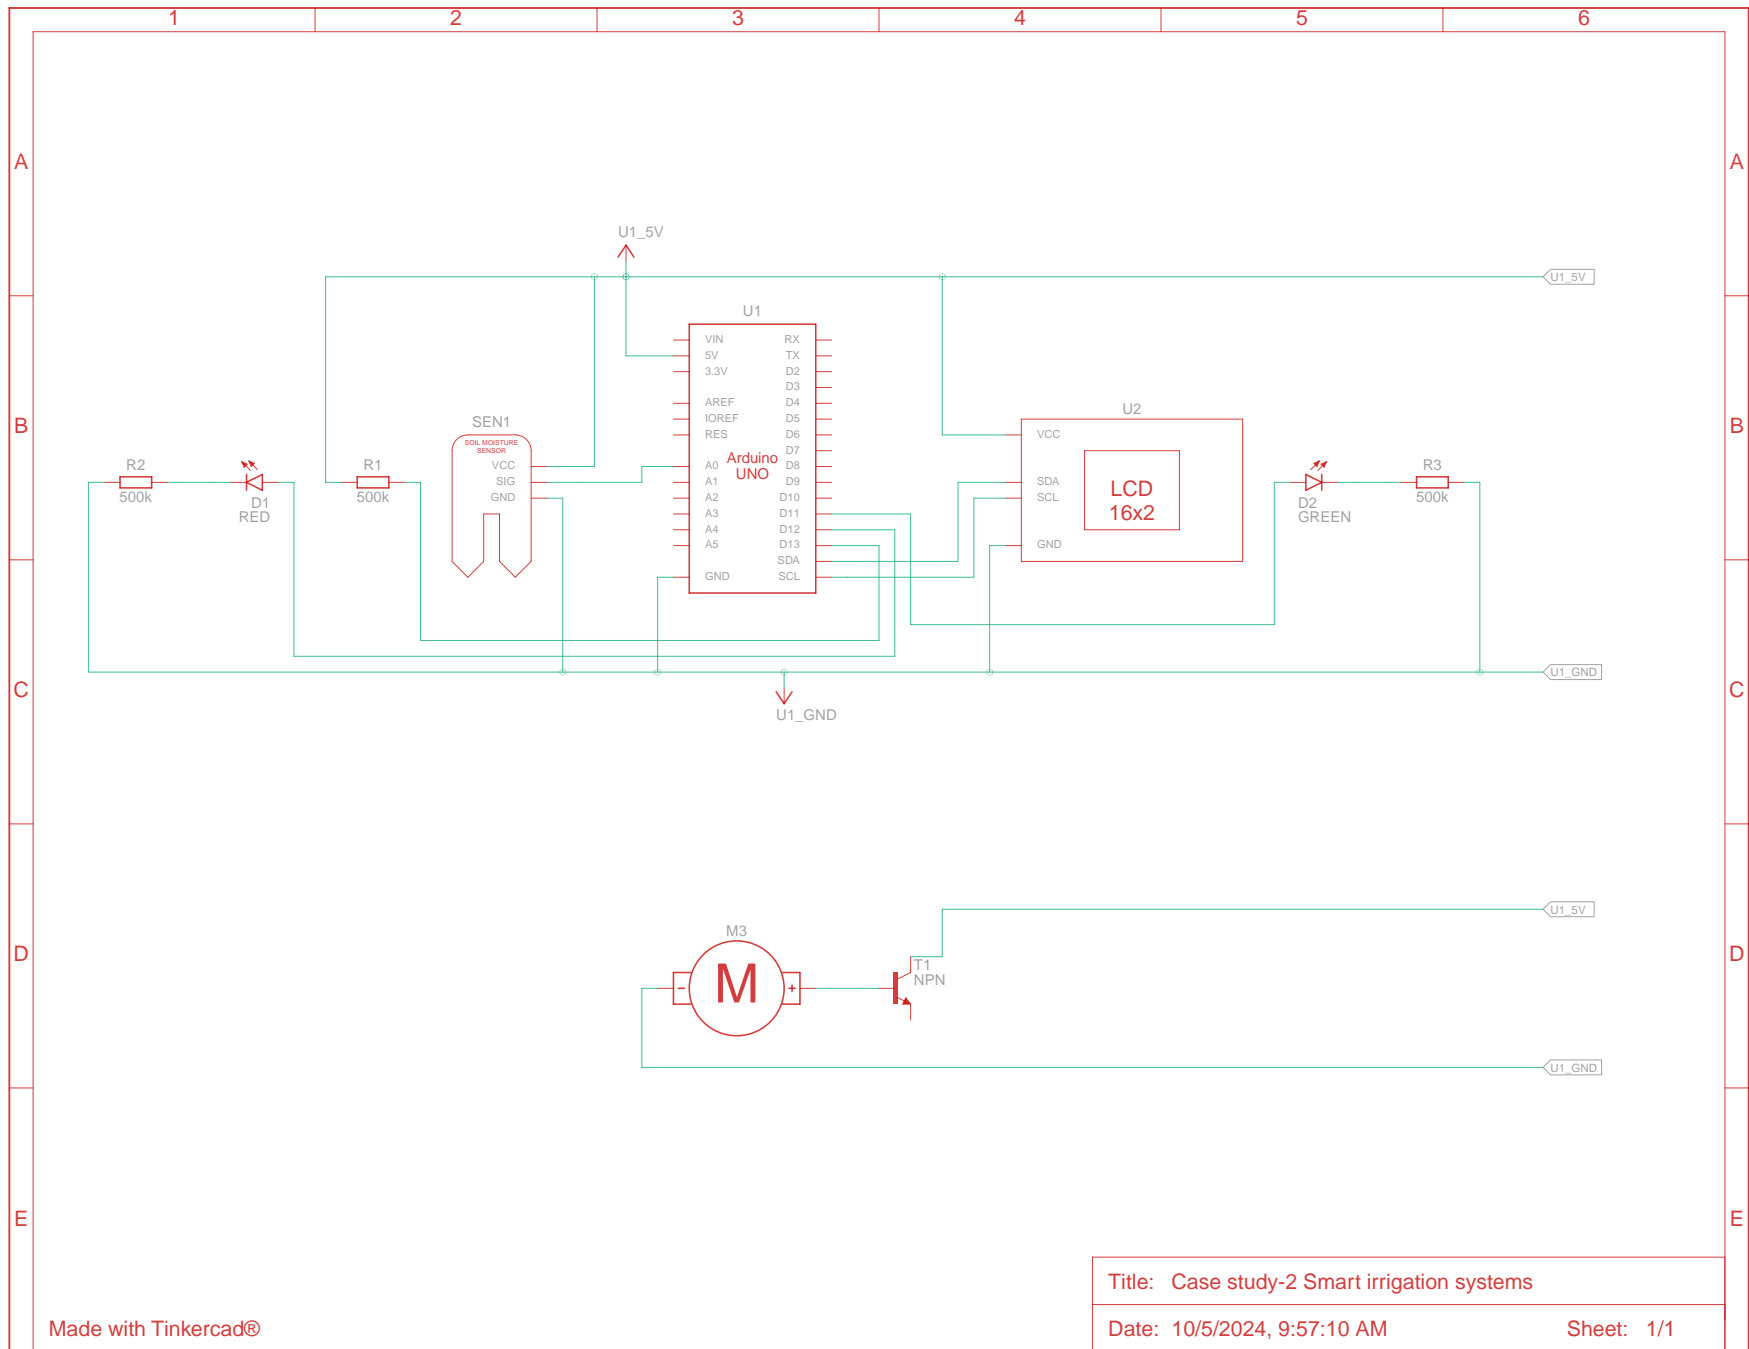 1 2 3 4 5 6
A A
U1_5V
U1_5V
B B
U1
VIN RX
5V TX
3.3V D2
D3
AREF D4
IOREF D5
RES D6
D7
A0 D8
A1 D9
A2 D10
A3 D11
A4 D12
A5 D13
SDA
GND SCL
Arduino
UNO
SEN1
SOIL MOISTURE
SENSOR
VCC
SIG
GND
R2
500k
D1
RED
R1
500k
U2
VCC
SDA
SCL
GND
LCD
16x2
D2
GREEN
R3
500k
C C
U1_GND
U1_GND
D D
U1_5V
M3
M
- +
T1
NPN
U1_GND
E E
Title: Case study-2 Smart irrigation systems
Made with Tinkercad®
Date: 10/5/2024, 9:57:10 AM Sheet: 1/1